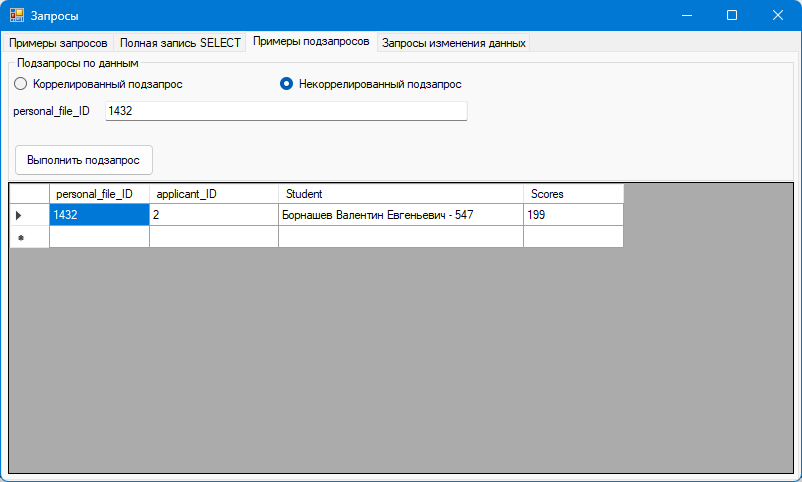 Запросы
Примеры запросов Полная запись SELECT Примеры подзапросов Запросы изменения данных
Подзапросы по данным
Коррелированный подзапрос Некоррелированный подзапрос
personal_file_ID 1432
Выполнить подзапрос
personal_file_ID applicant_ID Student Scores
1432 2 Борнашев Валентин Евгеньевич - 547 199